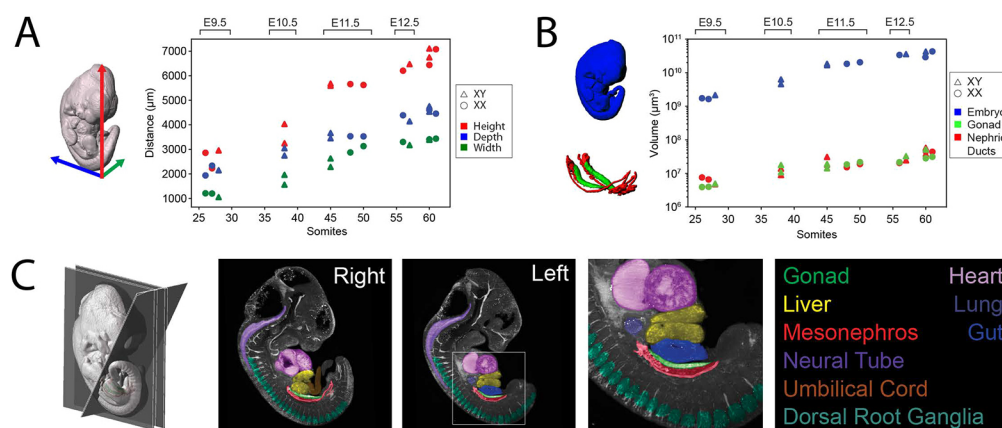 A
E9.5 E10.5 E11.5 E12.5
7000
6000
5000
4000
3000
2000
1000
Distance (μm)
25 30 35 40 45 50 55 60
Somites
XY
XX
Height
Depth
Width
B
E9.5 E10.5 E11.5 E12.5
10¹¹
10¹⁰
10⁹
10⁸
10⁷
10⁶
Volume (μm³)
25 30 35 40 45 50 55 60
Somites
XY
XX
Embryo
Gonad
Nephric
Ducts
C
Right
Left
Gonad Heart
Liver Lung
Mesonephros Gut
Neural Tube
Umbilical Cord
Dorsal Root Ganglia